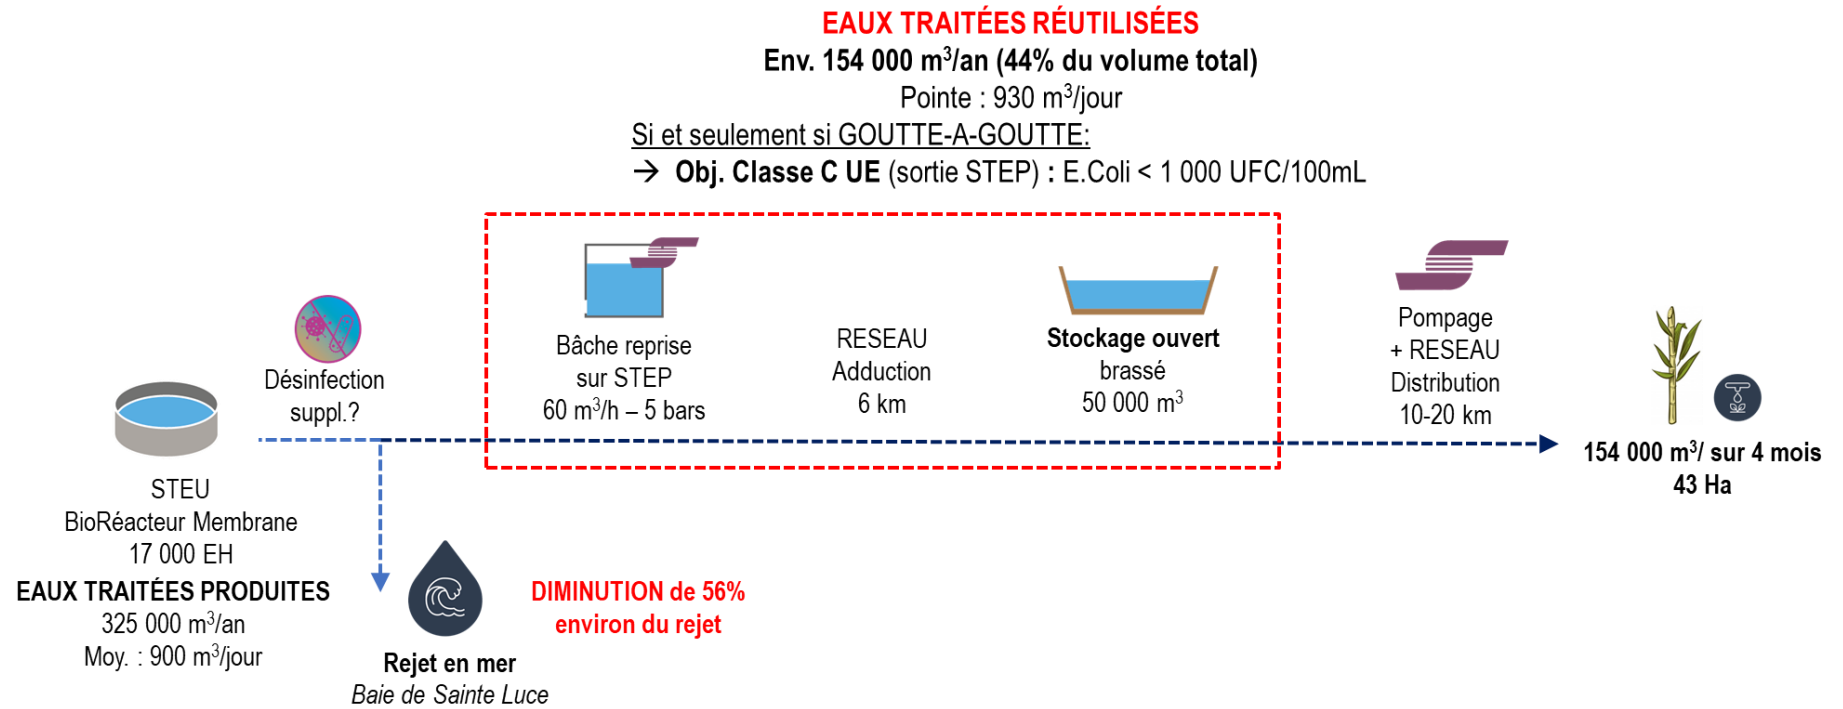 EAUX TRAITÉES RÉUTILISÉES
Env. 154 000 m³/an (44% du volume total)
Pointe : 930 m³/jour
Si et seulement si GOUTTE-A-GOUTTE:
→ Obj. Classe C UE (sortie STEP) : E.Coli < 1 000 UFC/100mL
Désinfection
suppl.?
Bâche reprise
sur STEP
60 m³/h – 5 bars
RESEAU
Adduction
6 km
Stockage ouvert
brassé
50 000 m³
Pompage
+ RESEAU
Distribution
10-20 km
154 000 m³/ sur 4 mois
43 Ha
STEU
BioRéacteur Membrane
17 000 EH
EAUX TRAITÉES PRODUITES
325 000 m³/an
Moy. : 900 m³/jour
DIMINUTION de 56%
environ du rejet
Rejet en mer
Baie de Sainte Luce